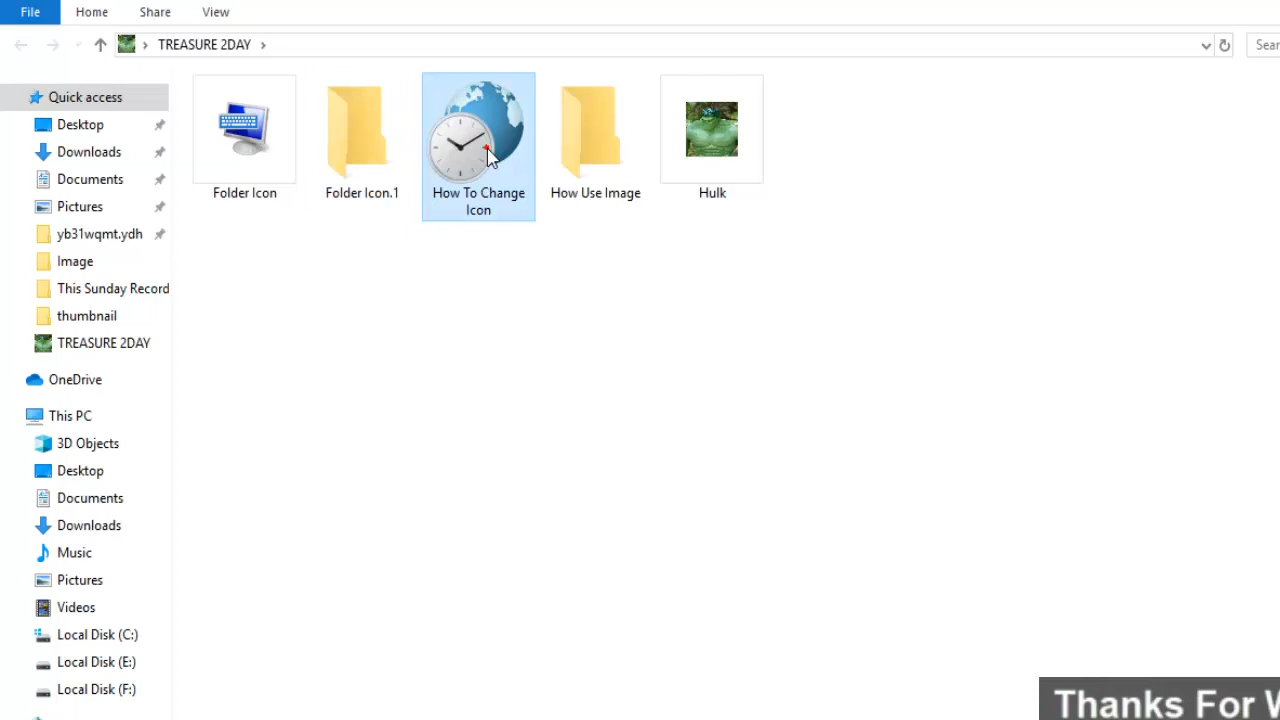 File Home Share View
TREASURE 2DAY
Sear
Quick access
Desktop
Downloads
Documents
Pictures
yb31wqmt.ydh
Image
This Sunday Record
thumbnail
TREASURE 2DAY
OneDrive
This PC
3D Objects
Desktop
Documents
Downloads
Music
Pictures
Videos
Local Disk (C:)
Local Disk (E:)
Local Disk (F:)
Folder Icon
Folder Icon.1
How To Change
Icon
How Use Image
Hulk
Thanks For W